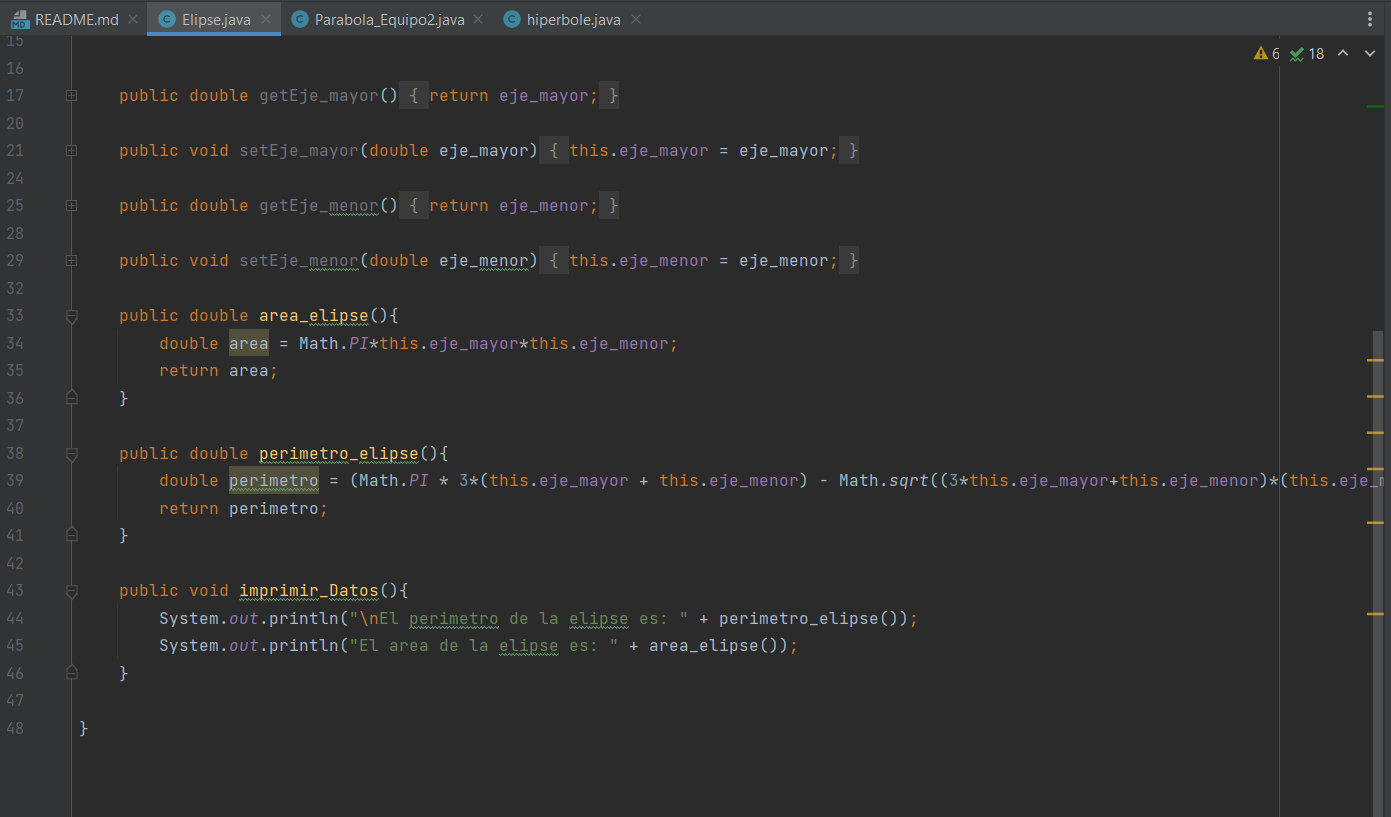 README.md Elipse.java Parabola_Equipo2.java hiperbole.java
15 6 18
16
17 public double getEje_mayor() { return eje_mayor; }
20
21 public void setEje_mayor(double eje_mayor) { this.eje_mayor = eje_mayor; }
24
25 public double getEje_menor() { return eje_menor; }
28
29 public void setEje_menor(double eje_menor) { this.eje_menor = eje_menor; }
32
33 public double area_elipse(){
34 double area = Math.PI*this.eje_mayor*this.eje_menor;
35 return area;
36 }
37
38 public double perimetro_elipse(){
39 double perimetro = (Math.PI * 3*(this.eje_mayor + this.eje_menor) - Math.sqrt((3*this.eje_mayor+this.eje_menor)*(this.eje_
40 return perimetro;
41 }
42
43 public void imprimir_Datos(){
44 System.out.println("\nEl perimetro de la elipse es: " + perimetro_elipse());
45 System.out.println("El area de la elipse es: " + area_elipse());
46 }
47
48 }